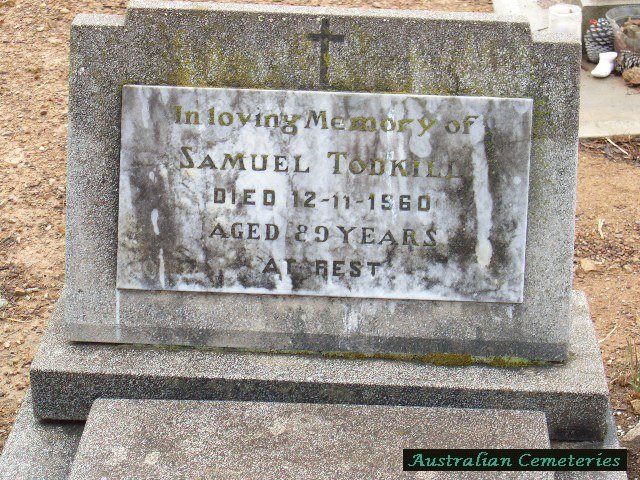 In loving Memory of
SAMUEL TODKILL
DIED 12-11-1960
AGED 89 YEARS
AT REST
Australian Cemeteries